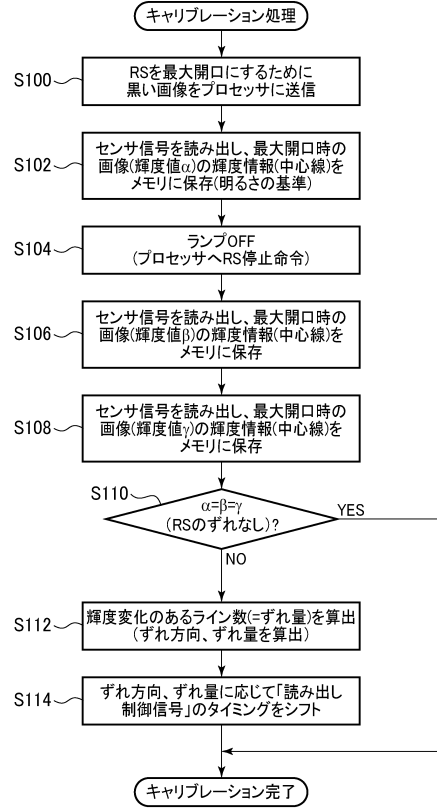 キャリブレーション処理
S100
RSを最大開口にするために
黒い画像をプロセッサに送信
S102
センサ信号を読み出し、最大開口時の
画像(輝度値α)の輝度情報(中心線)を
メモリに保存(明るさの基準)
S104
ランプOFF
(プロセッサへRS停止命令)
S106
センサ信号を読み出し、最大開口時の
画像(輝度値β)の輝度情報(中心線)を
メモリに保存
S108
センサ信号を読み出し、最大開口時の
画像(輝度値γ)の輝度情報(中心線)を
メモリに保存
S110
α=β=γ
(RSのずれなし)?
YES
NO
S112
輝度変化のあるライン数(=ずれ量)を算出
(ずれ方向、ずれ量を算出)
S114
ずれ方向、ずれ量に応じて「読み出し
制御信号」のタイミングをシフト
キャリブレーション完了